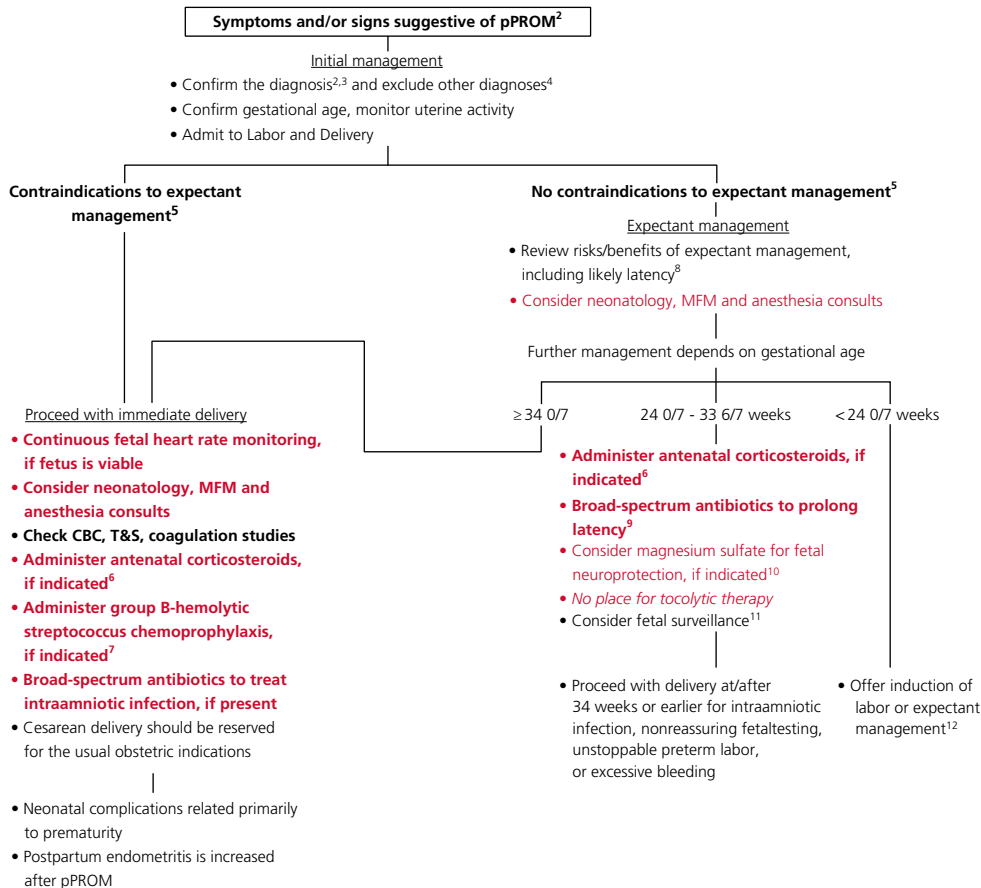 Symptoms and/or signs suggestive of pPROM²
Initial management
• Confirm the diagnosis²,³ and exclude other diagnoses⁴
• Confirm gestational age, monitor uterine activity
• Admit to Labor and Delivery
Contraindications to expectant
management⁵
Proceed with immediate delivery
• Continuous fetal heart rate monitoring,
if fetus is viable
• Consider neonatology, MFM and
anesthesia consults
• Check CBC, T&S, coagulation studies
• Administer antenatal corticosteroids,
if indicated⁶
• Administer group B-hemolytic
streptococcus chemoprophylaxis,
if indicated⁷
• Broad-spectrum antibiotics to treat
intraamniotic infection, if present
• Cesarean delivery should be reserved
for the usual obstetric indications
• Neonatal complications related primarily
to prematurity
• Postpartum endometritis is increased
after pPROM
No contraindications to expectant management⁵
Expectant management
• Review risks/benefits of expectant management,
including likely latency⁸
• Consider neonatology, MFM and anesthesia consults
Further management depends on gestational age
≥ 34 0/7
24 0/7 - 33 6/7 weeks
< 24 0/7 weeks
• Administer antenatal corticosteroids, if
indicated⁶
• Broad-spectrum antibiotics to prolong
latency⁹
• Consider magnesium sulfate for fetal
neuroprotection, if indicated¹⁰
• No place for tocolytic therapy
• Consider fetal surveillance¹¹
• Proceed with delivery at/after
34 weeks or earlier for intraamniotic
infection, nonreassuring fetaltesting,
unstoppable preterm labor,
or excessive bleeding
• Offer induction of
labor or expectant
management¹²